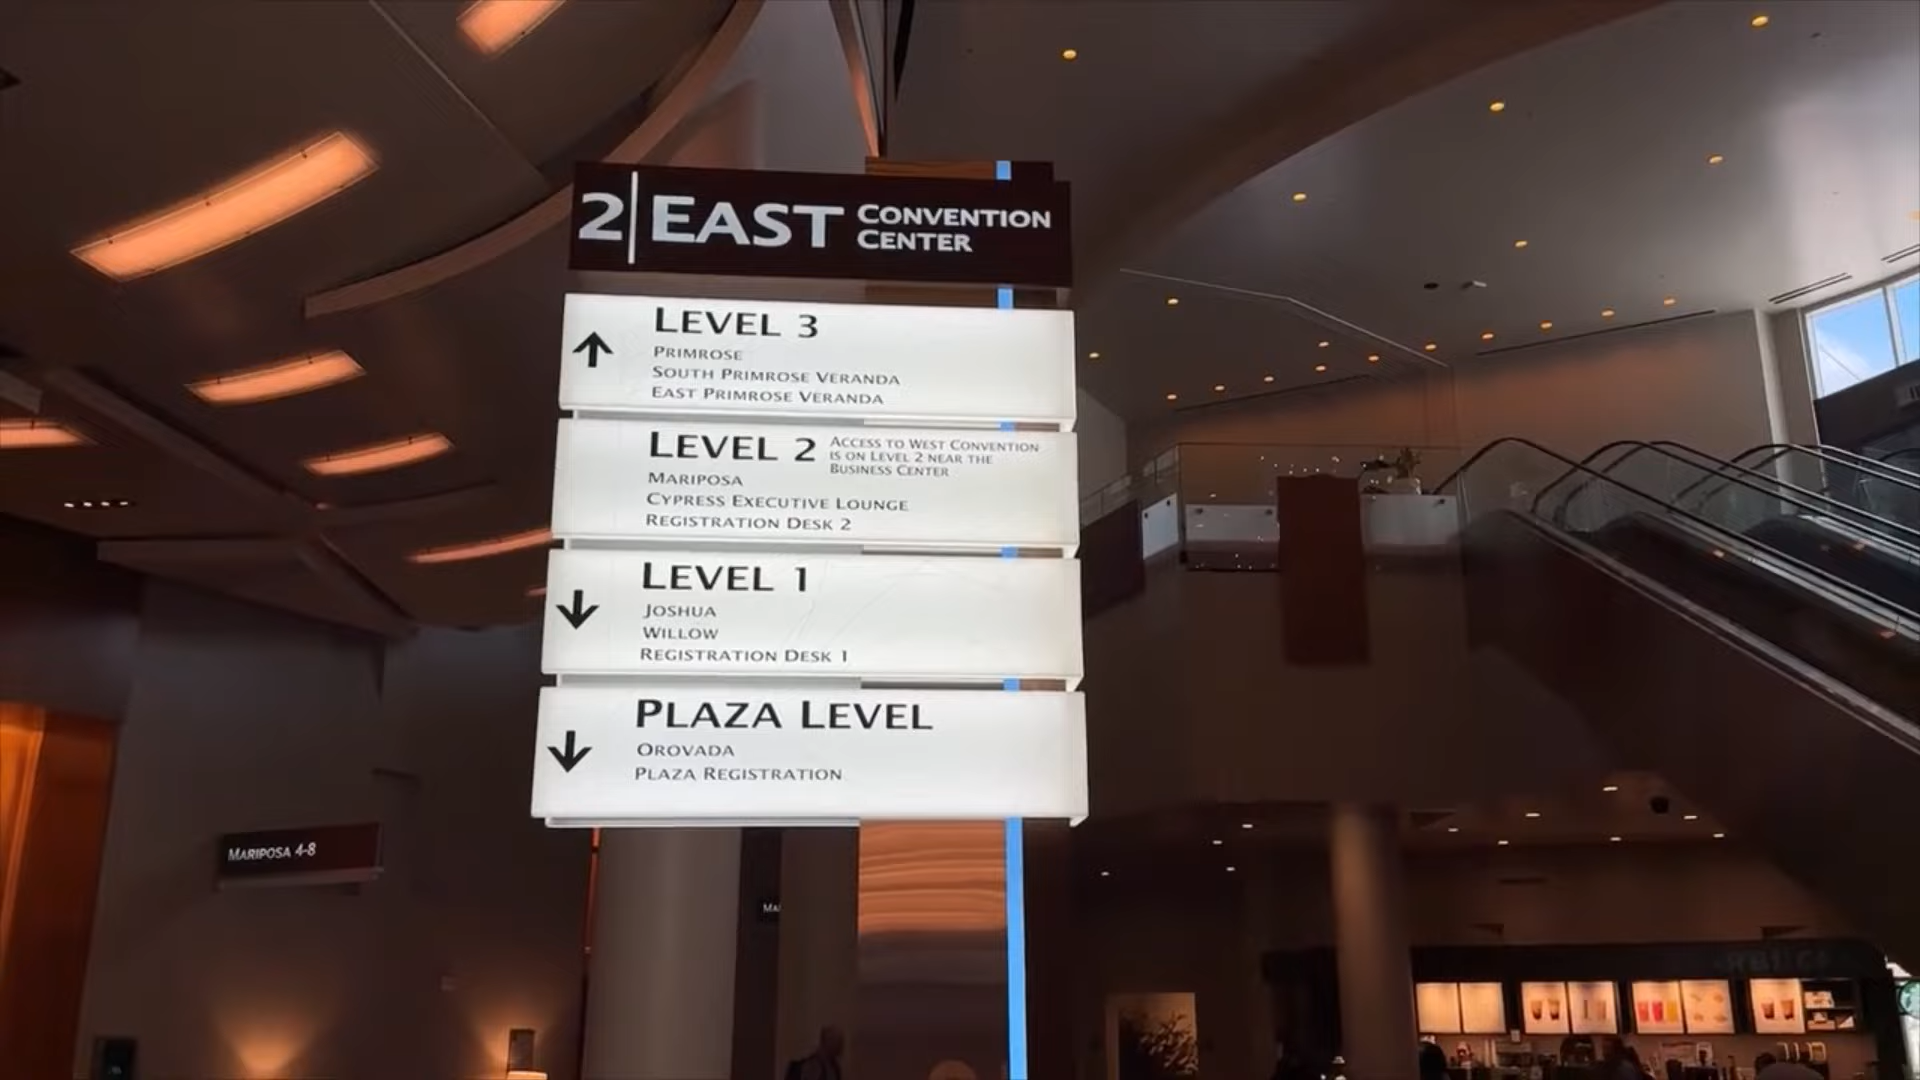 2 EAST CONVENTION CENTER
LEVEL 3
PRIMROSE
SOUTH PRIMROSE VERANDA
EAST PRIMROSE VERANDA
LEVEL 2
ACCESS TO WEST CONVENTION
IS ON LEVEL 2 NEAR THE
BUSINESS CENTER
MARIPOSA
CYPRESS EXECUTIVE LOUNGE
REGISTRATION DESK 2
LEVEL 1
JOSHUA
WILLOW
REGISTRATION DESK 1
PLAZA LEVEL
OROVADA
PLAZA REGISTRATION
MARIPOSA 4-8